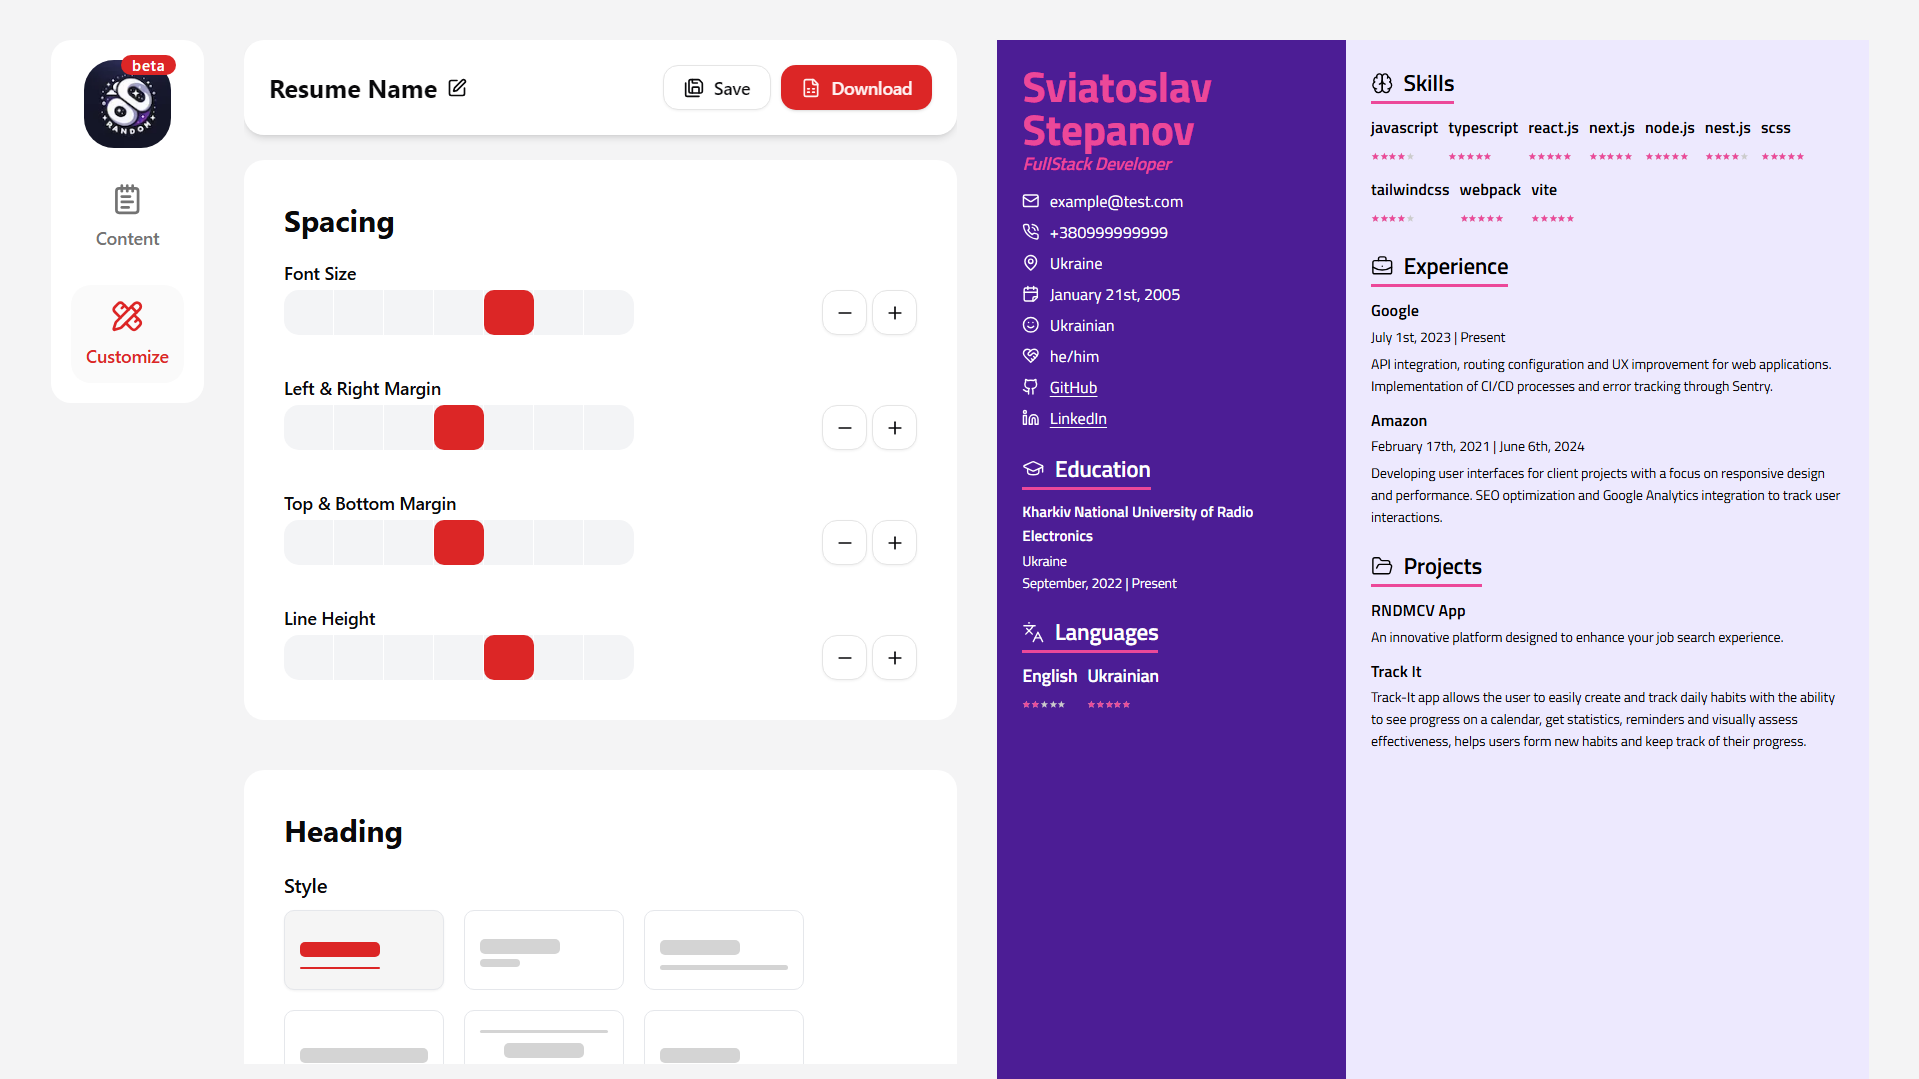 beta
RANDOM
Content
Customize
Resume Name
Save
Download
Spacing
Font Size
Left & Right Margin
Top & Bottom Margin
Line Height
Heading
Style
Sviatoslav
Stepanov
FullStack Developer
example@test.com
+380999999999
Ukraine
January 21st, 2005
Ukrainian
he/him
GitHub
LinkedIn
Education
Kharkiv National University of Radio
Electronics
Ukraine
September, 2022 | Present
Languages
English Ukrainian
Skills
javascript typescript react.js next.js node.js nest.js scss
tailwindcss webpack vite
Experience
Google
July 1st, 2023 | Present
API integration, routing configuration and UX improvement for web applications.
Implementation of CI/CD processes and error tracking through Sentry.
Amazon
February 17th, 2021 | June 6th, 2024
Developing user interfaces for client projects with a focus on responsive design
and performance. SEO optimization and Google Analytics integration to track user
interactions.
Projects
RNDMCV App
An innovative platform designed to enhance your job search experience.
Track It
Track-It app allows the user to easily create and track daily habits with the ability
to see progress on a calendar, get statistics, reminders and visually assess
effectiveness, helps users form new habits and keep track of their progress.